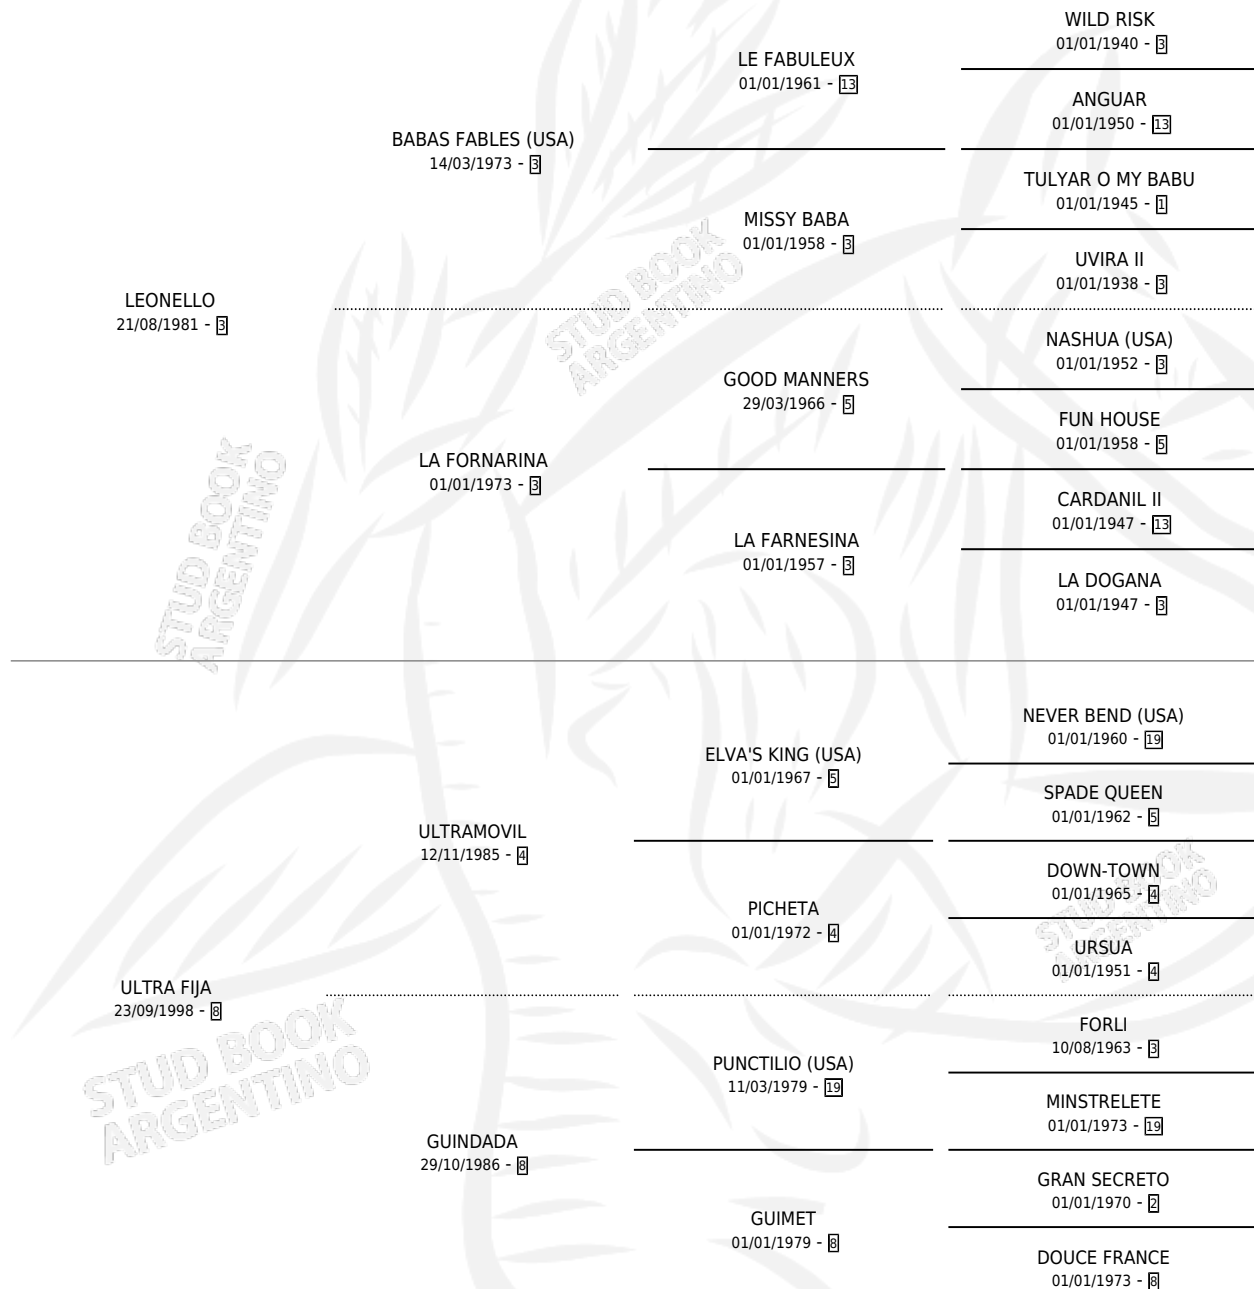 WILD RISK
01/01/1940 - 3
LE FABULEUX
01/01/1961 - 13
ANGUAR
01/01/1950 - 13
BABAS FABLES (USA)
14/03/1973 - 3
TULYAR O MY BABU
01/01/1945 - 1
MISSY BABA
01/01/1958 - 3
UVIRA II
01/01/1938 - 3
LEONELLO
21/08/1981 - 3
NASHUA (USA)
01/01/1952 - 3
GOOD MANNERS
29/03/1966 - 5
FUN HOUSE
01/01/1958 - 5
LA FORNARINA
01/01/1973 - 3
CARDANIL II
01/01/1947 - 13
LA FARNESINA
01/01/1957 - 3
LA DOGANA
01/01/1947 - 3
NEVER BEND (USA)
01/01/1960 - 19
ELVA'S KING (USA)
01/01/1967 - 5
SPADE QUEEN
01/01/1962 - 5
ULTRAMOVIL
12/11/1985 - 4
DOWN-TOWN
01/01/1965 - 4
PICHETA
01/01/1972 - 4
URSUA
01/01/1951 - 4
ULTRA FIJA
23/09/1998 - 8
FORLI
10/08/1963 - 3
PUNCTILIO (USA)
11/03/1979 - 19
MINSTRELETE
01/01/1973 - 19
GUINDADA
29/10/1986 - 8
GRAN SECRETO
01/01/1970 - 2
GUIMET
01/01/1979 - 8
DOUCE FRANCE
01/01/1973 - 8
STUD BOOK
ARGENTINO
STUD BOOK
ARGENTINO
STUD BOOK
ARGENTINO
STUD BOOK
ARGENTINO